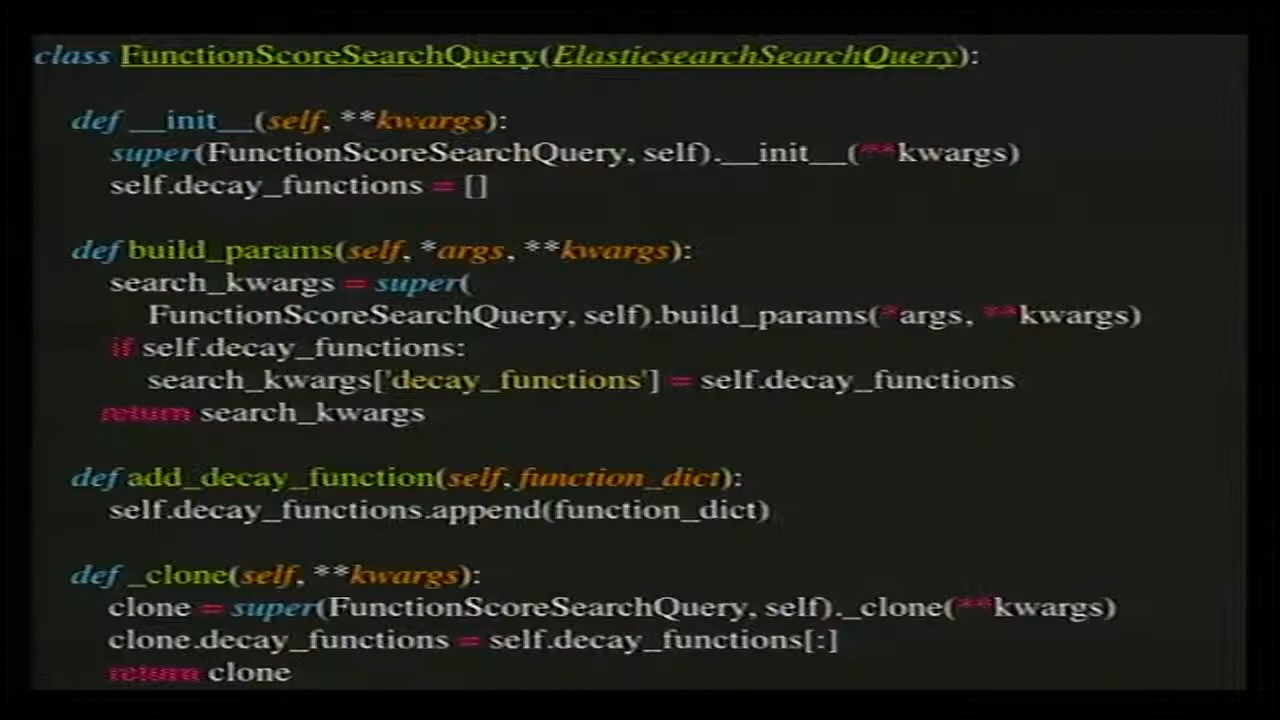 class FunctionScoreSearchQuery(ElasticsearchSearchQuery):
def __init__(self, **kwargs):
super(FunctionScoreSearchQuery, self).__init__(**kwargs)
self.decay_functions = []
def build_params(self, *args, **kwargs):
search_kwargs = super(
FunctionScoreSearchQuery, self).build_params(*args, **kwargs)
if self.decay_functions:
search_kwargs['decay_functions'] = self.decay_functions
return search_kwargs
def add_decay_function(self, function_dict):
self.decay_functions.append(function_dict)
def _clone(self, **kwargs):
clone = super(FunctionScoreSearchQuery, self)._clone(**kwargs)
clone.decay_functions = self.decay_functions[:]
return clone